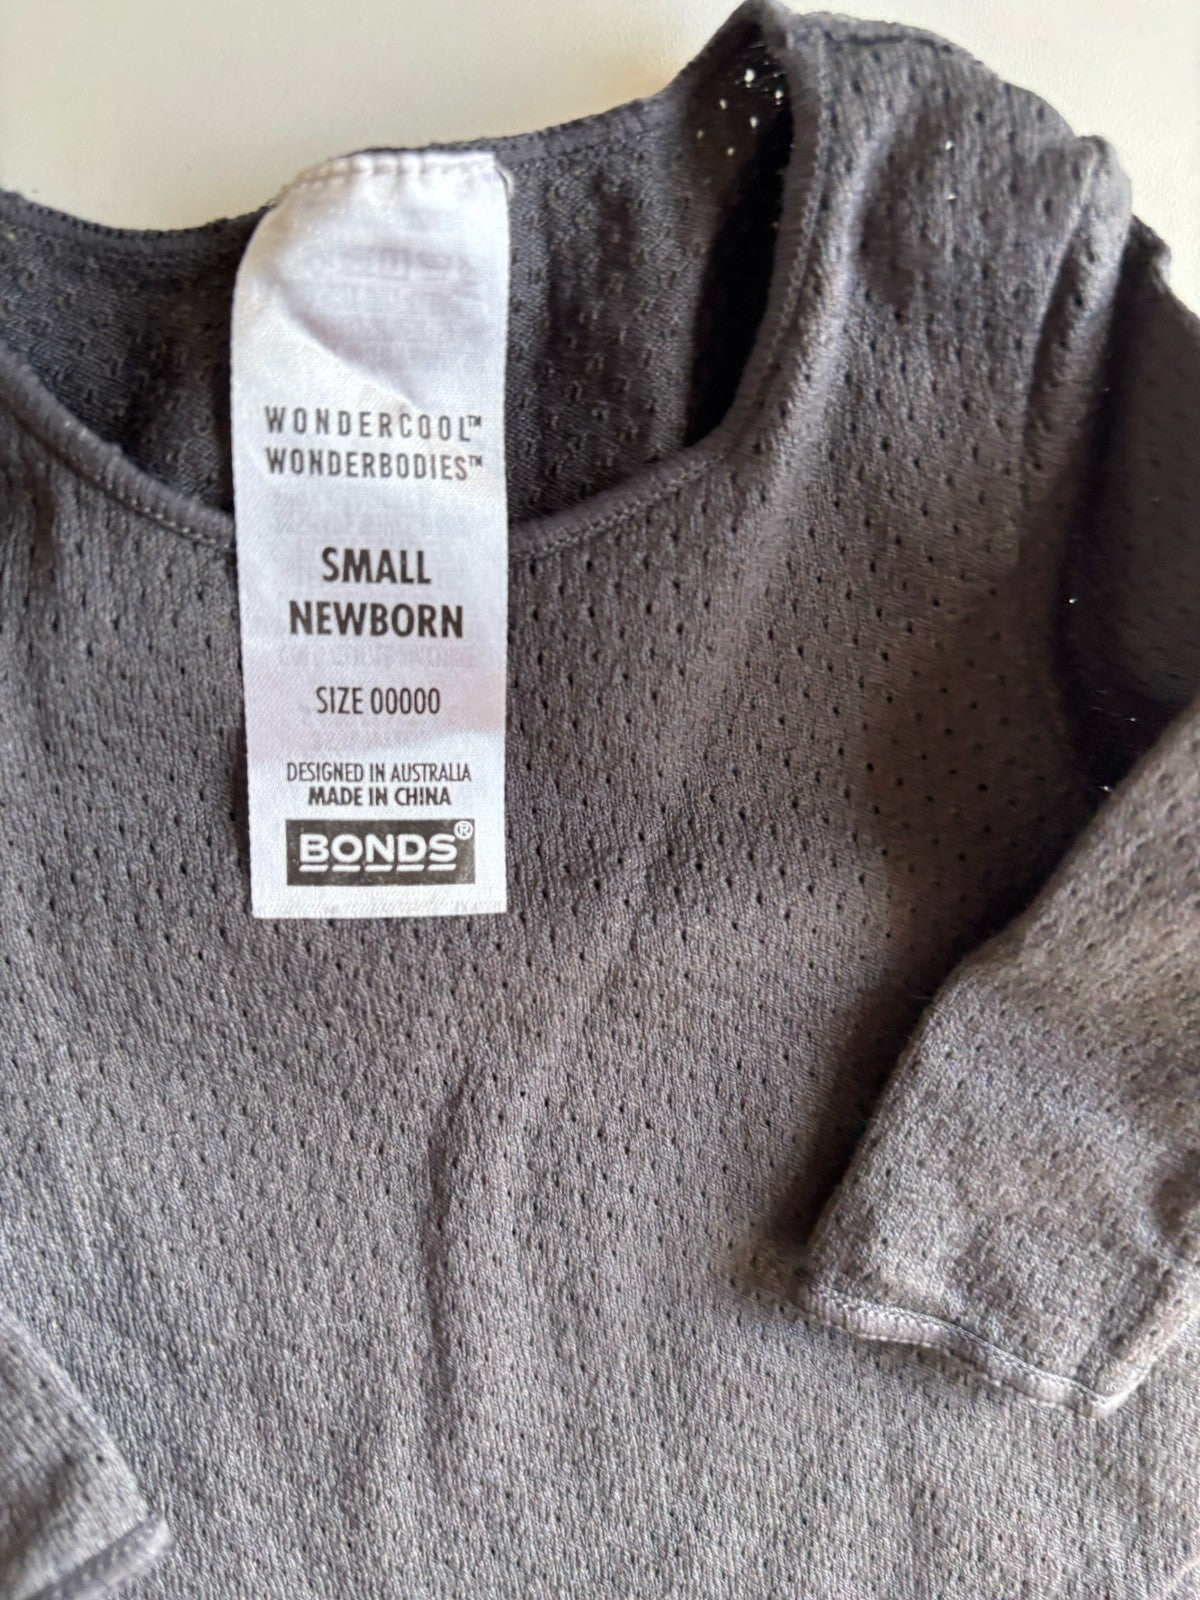 WONDERCOOL™
WONDERBODIES™
SMALL
NEWBORN
SIZE 00000
DESIGNED IN AUSTRALIA
MADE IN CHINA
BONDS®